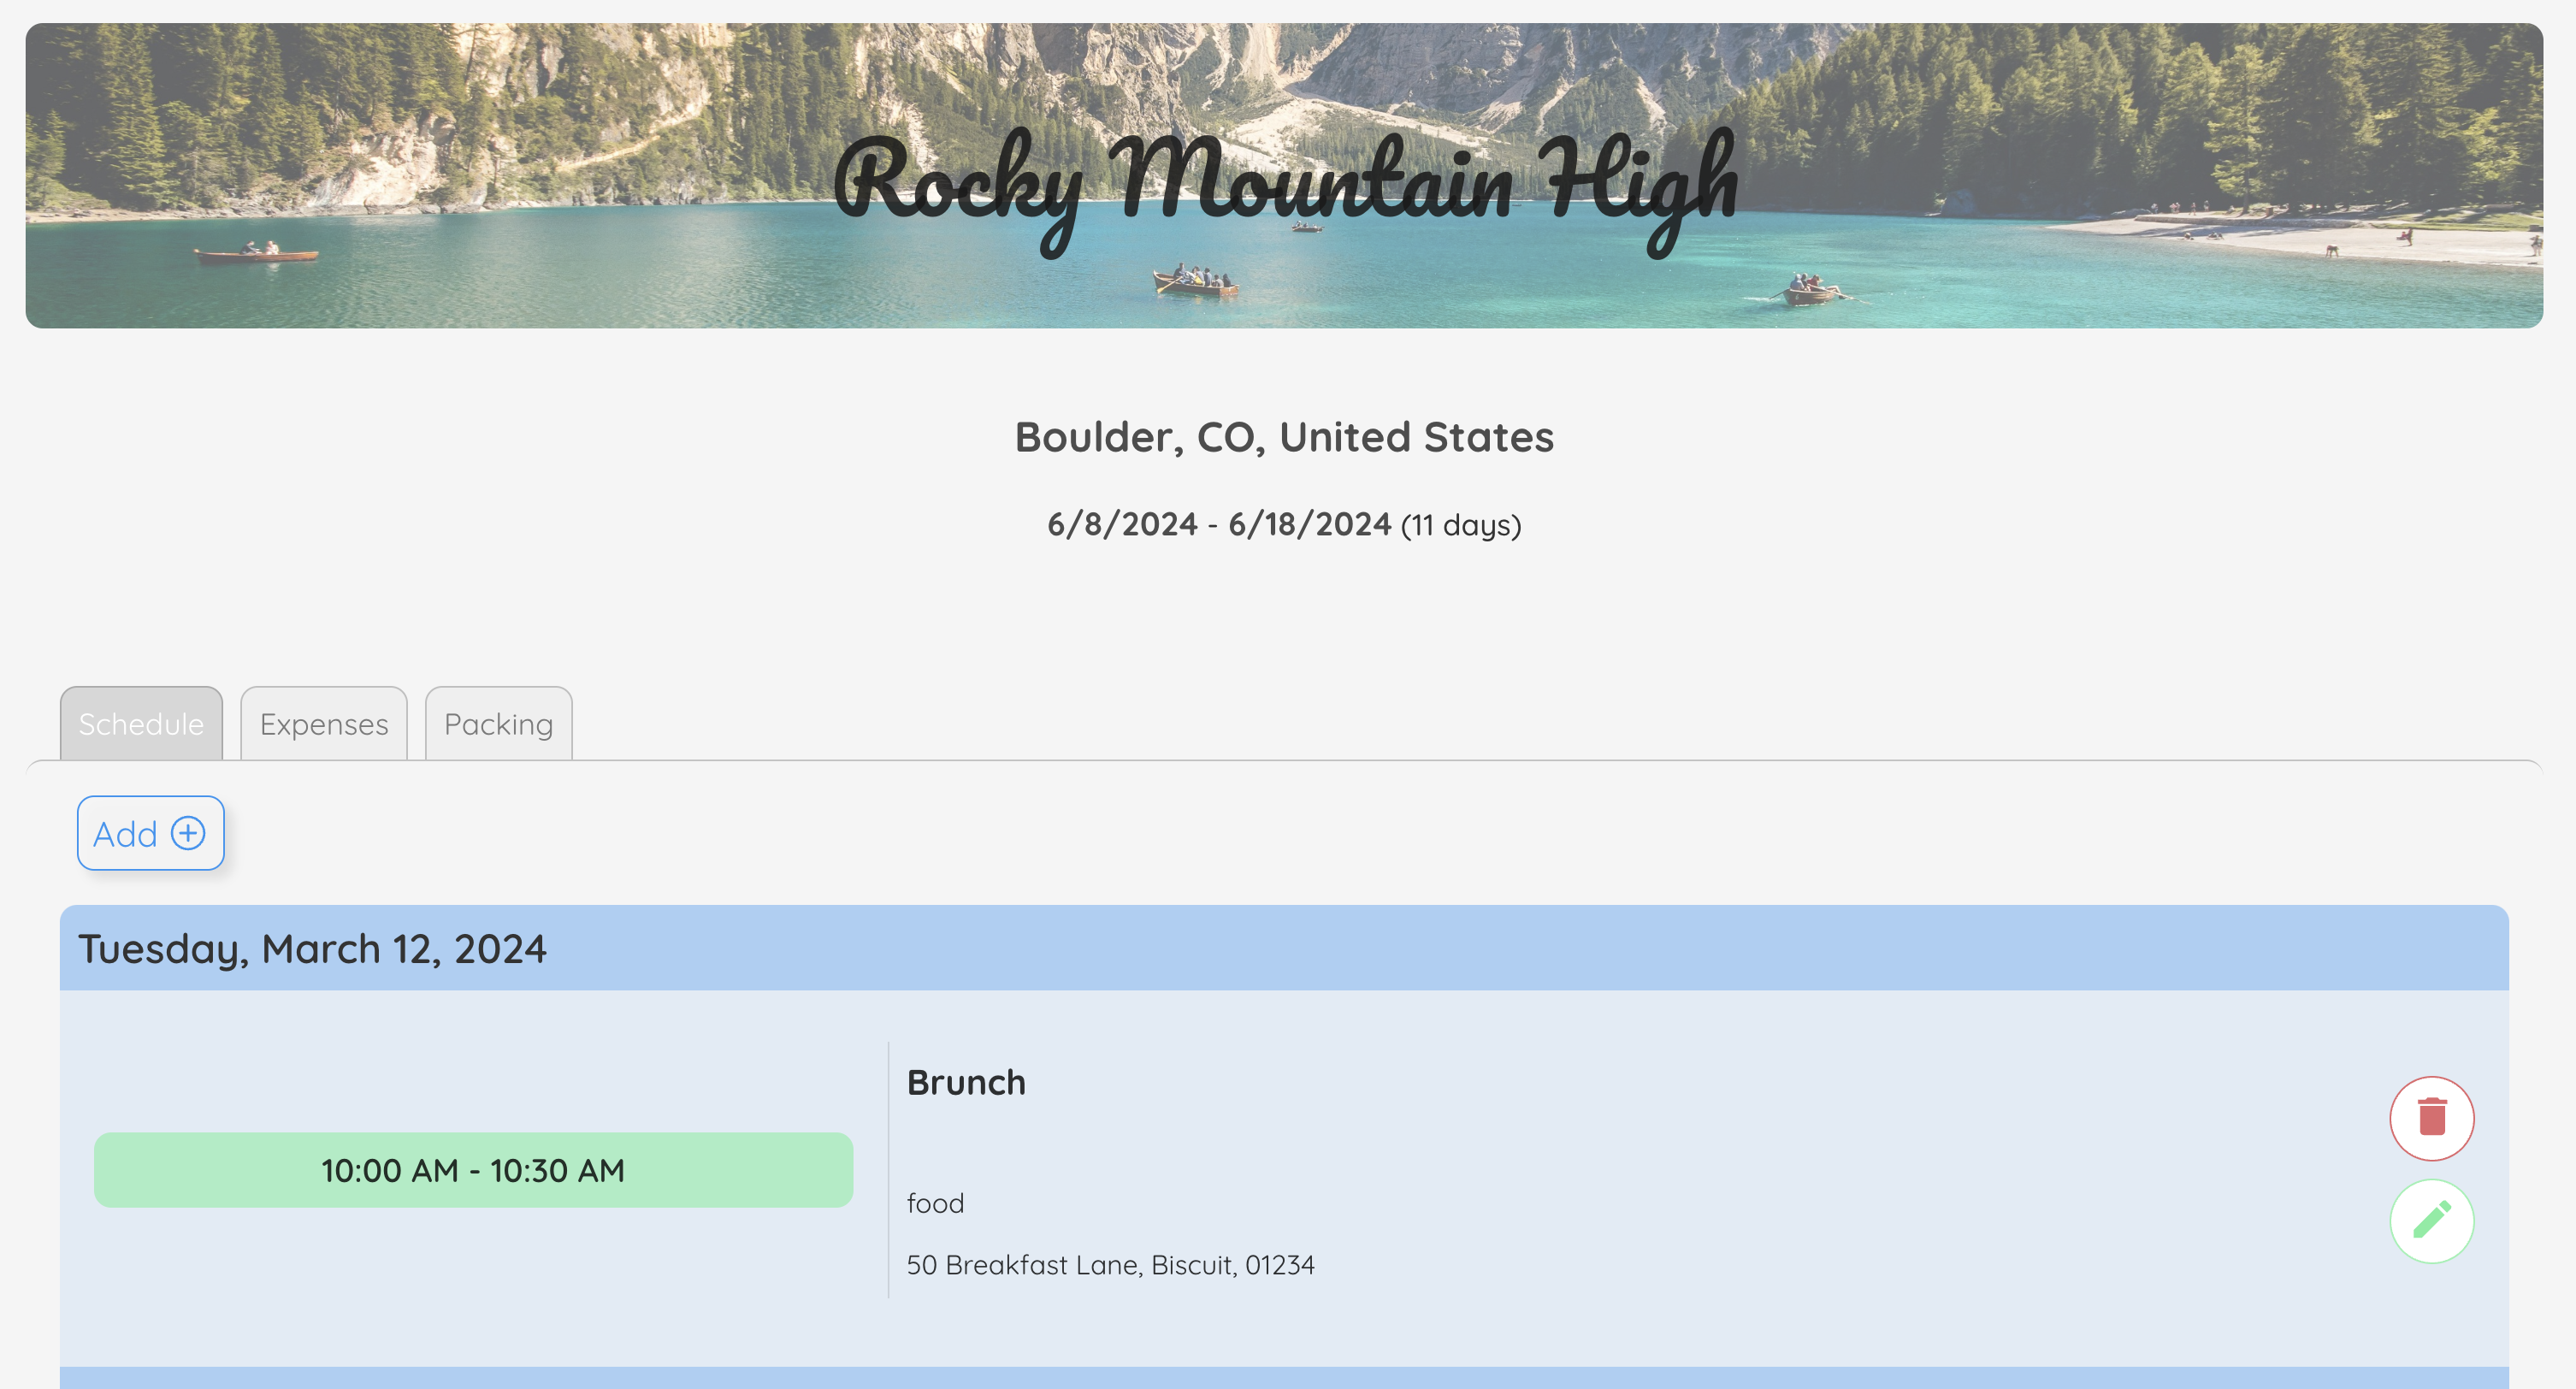 Rocky Mountain High
Boulder, CO, United States
6/8/2024 - 6/18/2024 (11 days)
Schedule
Expenses
Packing
Add
Tuesday, March 12, 2024
10:00 AM - 10:30 AM
Brunch
food
50 Breakfast Lane, Biscuit, 01234